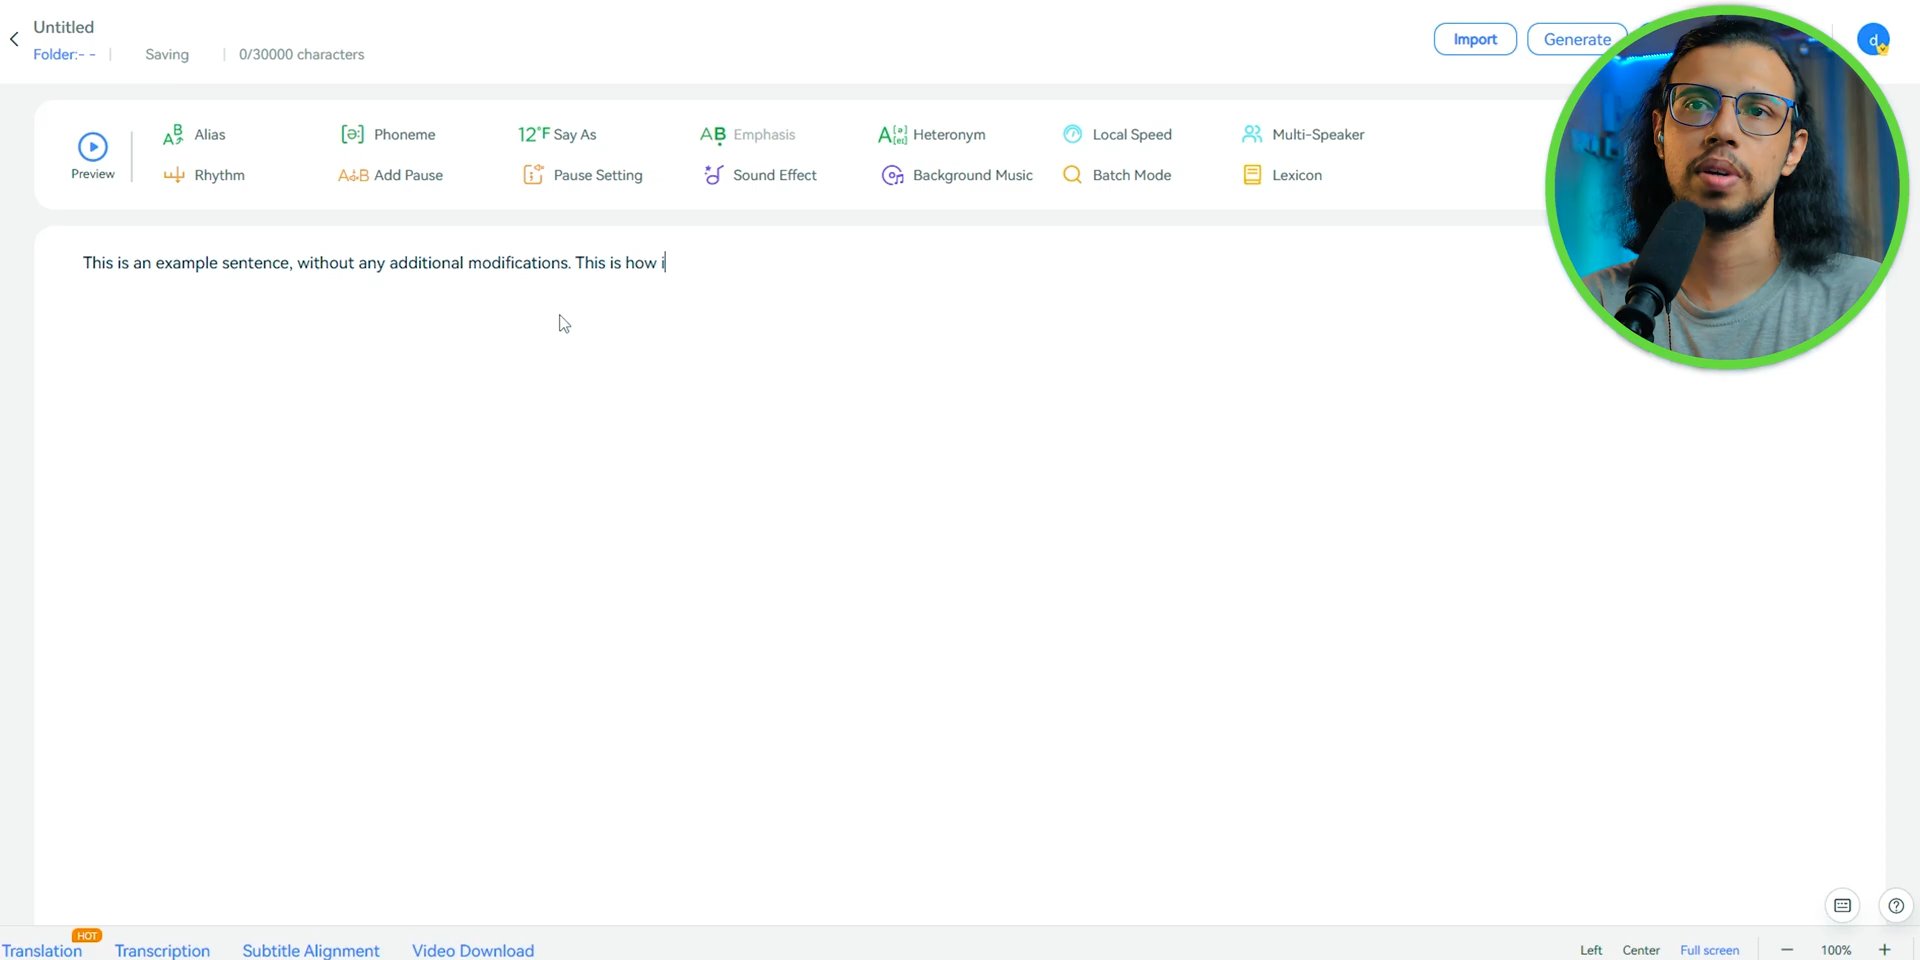 Untitled
Folder:- -
Saving
0/30000 characters
Import
Generate
d
Preview
Alias
Phoneme
12°F Say As
AB Emphasis
Heteronym
Local Speed
Multi-Speaker
Rhythm
Add Pause
Pause Setting
Sound Effect
Background Music
Batch Mode
Lexicon
This is an example sentence, without any additional modifications. This is how i
HOT
Translation
Transcription
Subtitle Alignment
Video Download
Left
Center
Full screen
100%